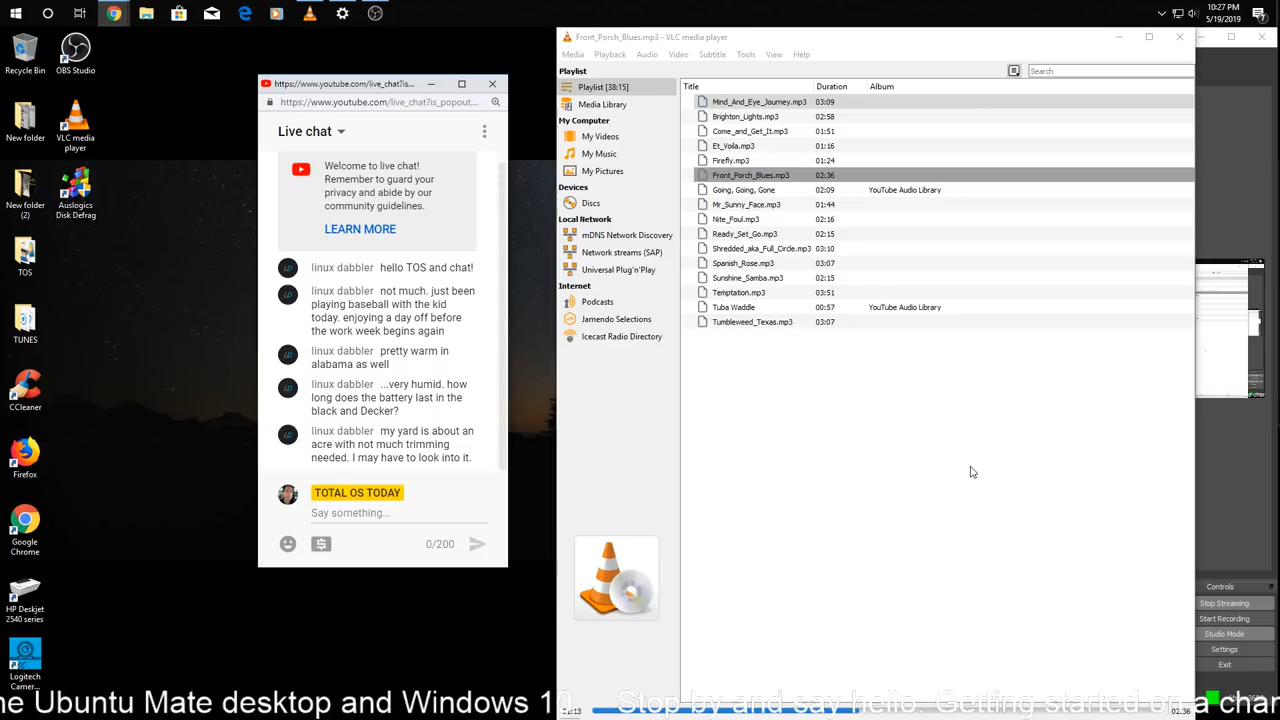 10:27 PM
5/19/2019
Recycle Bin
OBS Studio
New folder
VLC media
player
New folder
(2)
Auslogics
Disk Defrag
TOS
TUNES
CCleaner
Firefox
Google
Chrome
HP Deskjet
2540 series
Logitech
Camer...
https://www.youtube.com/live_chat?is...
https://www.youtube.com/live_chat?is_popout...
Live chat
Welcome to live chat!
Remember to guard your
privacy and abide by our
community guidelines.
LEARN MORE
linux dabbler hello TOS and chat!
linux dabbler not much. just been
playing baseball with the kid
today. enjoying a day off before
the work week begins again
linux dabbler pretty warm in
alabama as well
linux dabbler ...very humid. how
long does the battery last in the
black and Decker?
linux dabbler my yard is about an
acre with not much trimming
needed. I may have to look into it.
TOTAL OS TODAY
Say something...
0/200
Front_Porch_Blues.mp3 - VLC media player
Media Playback Audio Video Subtitle Tools View Help
Playlist
Search
Playlist [38:15]
Media Library
My Computer
My Videos
My Music
My Pictures
Devices
Discs
Local Network
mDNS Network Discovery
Network streams (SAP)
Universal Plug'n'Play
Internet
Podcasts
Jamendo Selections
Icecast Radio Directory
Title Duration Album
Mind_And_Eye_Journey.mp3 03:09
Brighton_Lights.mp3 02:58
Come_and_Get_It.mp3 01:51
Et_Voila.mp3 01:16
Firefly.mp3 01:24
Front_Porch_Blues.mp3 02:36
Going, Going, Gone 02:09 YouTube Audio Library
Mr_Sunny_Face.mp3 01:44
Nite_Foul.mp3 02:16
Ready_Set_Go.mp3 02:15
Shredded_aka_Full_Circle.mp3 03:10
Spanish_Rose.mp3 03:07
Sunshine_Samba.mp3 02:15
Temptation.mp3 03:51
Tuba Waddle 00:57 YouTube Audio Library
Tumbleweed_Texas.mp3 03:07
Controls
Stop Streaming
Start Recording
Studio Mode
Settings
Exit
he Ubuntu Mate desktop and Windows 10 Stop by and say hello. Getting started on a char
02:36